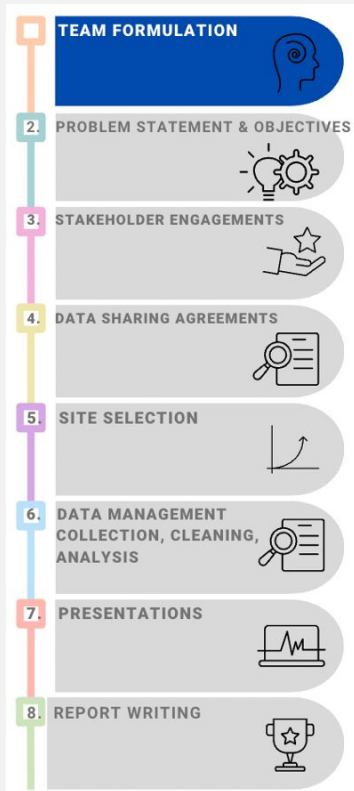 TEAM FORMULATION
2. PROBLEM STATEMENT & OBJECTIVES
3. STAKEHOLDER ENGAGEMENTS
4. DATA SHARING AGREEMENTS
5. SITE SELECTION
6. DATA MANAGEMENT
COLLECTION, CLEANING,
ANALYSIS
7. PRESENTATIONS
8. REPORT WRITING